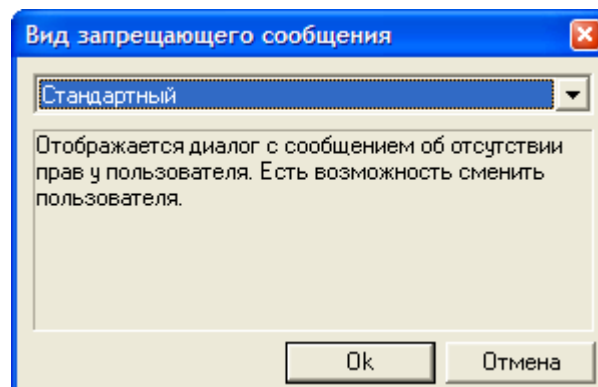 Вид запрещающего сообщения
Стандартный
Отображается диалог с сообщением об отсутствии
прав у пользователя. Есть возможность сменить
пользователя.
Ok
Отмена